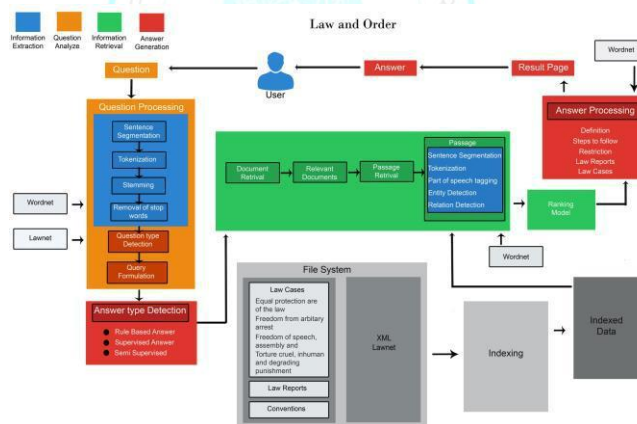 Law and Order
Information
Extraction
Question
Analyze
Information
Retrieval
Answer
Generation
Question
User
Answer
Result Page
Wordnet
Question Processing
Sentence
Segmentation
Tokenization
Stemming
Removal of stop
words
Question type
Detection
Query
Formulation
Wordnet
Lawnet
Answer type Detection
Rule Based Answer
Supervised Answer
Semi Supervised
Document
Retrival
Relevant
Documents
Passage
Retrival
Passage
Sentence Segmentation
Tokenization
Part of speech tagging
Entity Detection
Relation Detection
Wordnet
Ranking
Model
Answer Processing
Definition
Steps to follow
Restriction
Law Reports
Law Cases
File System
Law Cases
Equal protection are
of the law
Freedom from arbitary
arrest
Freedom of speech,
assembly and
Torture cruel, inhuman
and degrading
punishment
Law Reports
Conventions
XML
Lawnet
Indexing
Indexed
Data